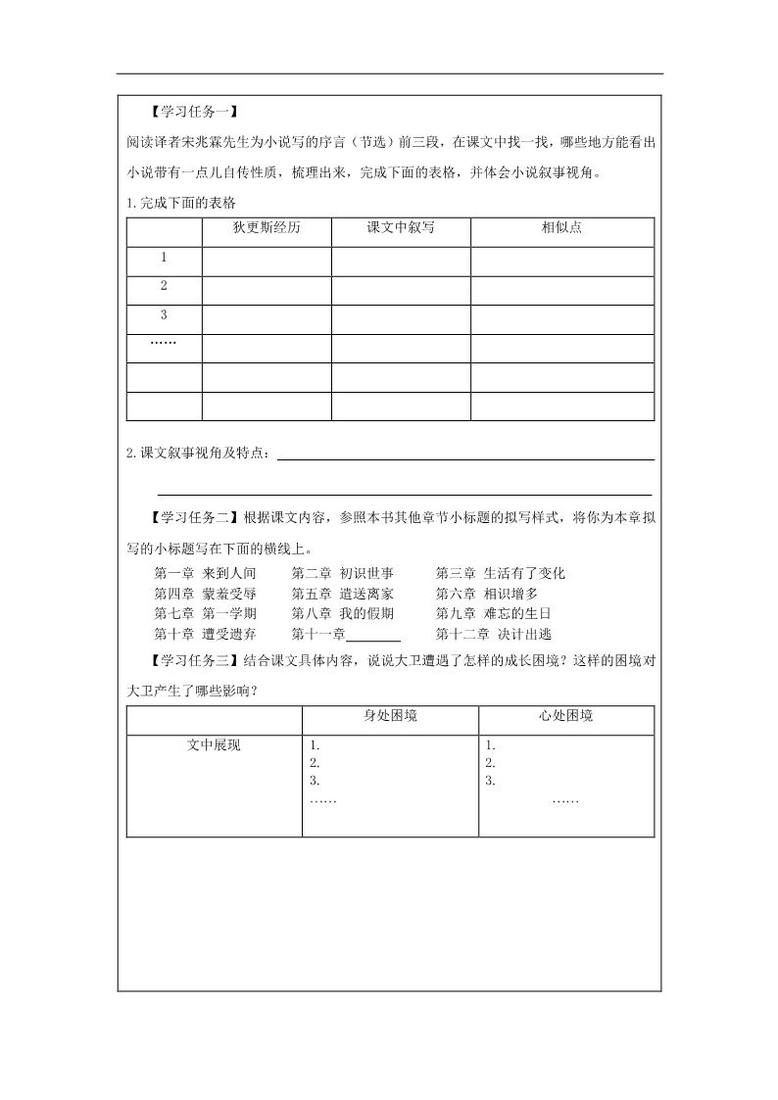 【学习任务一】
阅读译者宋兆霖先生为小说写的序言（节选）前三段，在课文中找一找，哪些地方能看出
小说带有一点儿自传性质，梳理出来，完成下面的表格，并体会小说叙事视角。
1.完成下面的表格
狄更斯经历 课文中叙写 相似点
1
2
3
……
2.课文叙事视角及特点：
【学习任务二】根据课文内容，参照本书其他章节小标题的拟写样式，将你为本章拟
写的小标题写在下面的横线上。
第一章 来到人间 第二章 初识世事 第三章 生活有了变化
第四章 蒙羞受辱 第五章 遣送离家 第六章 相识增多
第七章 第一学期 第八章 我的假期 第九章 难忘的生日
第十章 遭受遗弃 第十一章 第十二章 决计出逃
【学习任务三】结合课文具体内容，说说大卫遭遇了怎样的成长困境？这样的困境对
大卫产生了哪些影响？
身处困境 心处困境
文中展现 1. 1.
2. 2.
3. 3.
…… ……